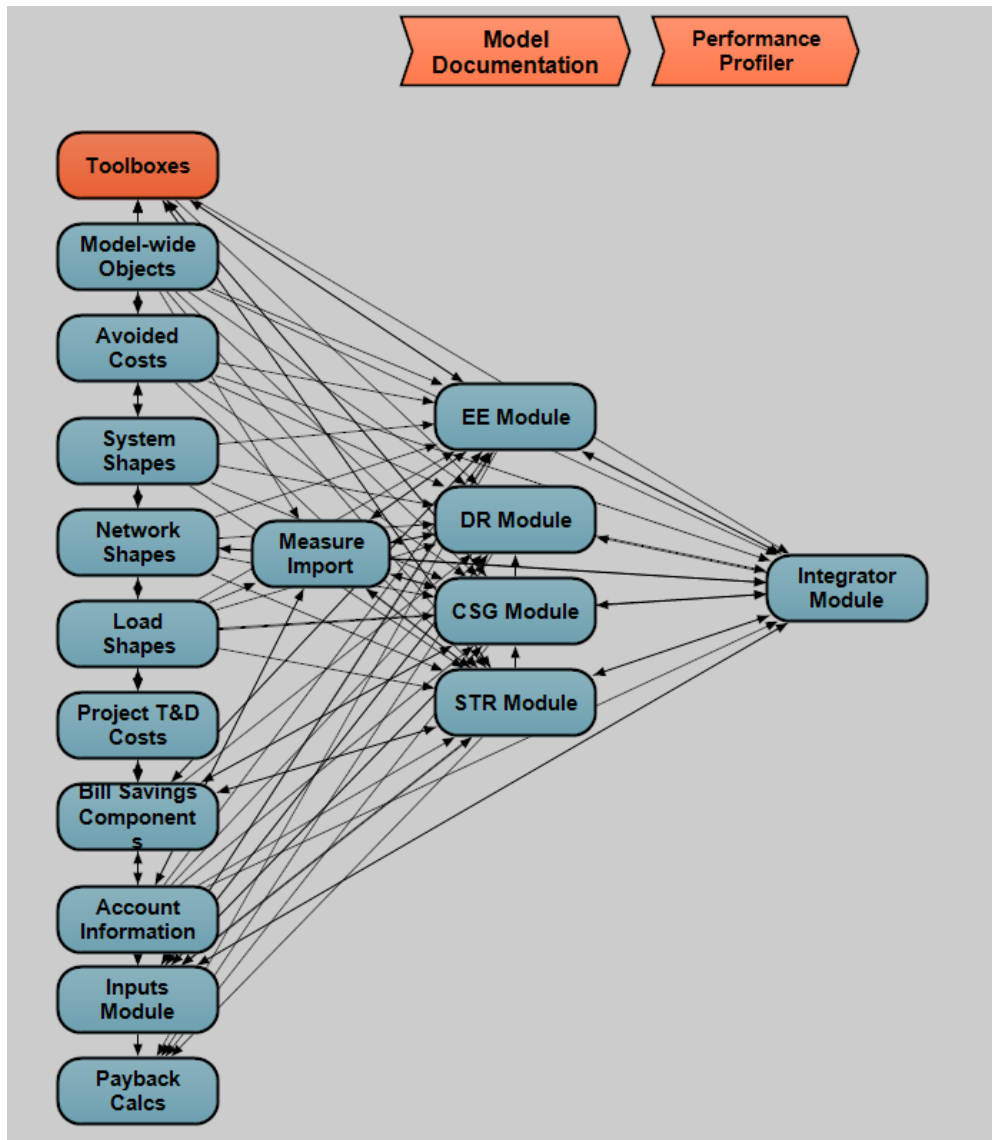 Model
Documentation
Performance
Profiler
Toolboxes
Model-wide
Objects
Avoided
Costs
System
Shapes
Network
Shapes
Load
Shapes
Project T&D
Costs
Bill Savings
Component
s
Account
Information
Inputs
Module
Payback
Calcs
Measure
Import
EE Module
DR Module
CSG Module
STR Module
Integrator
Module